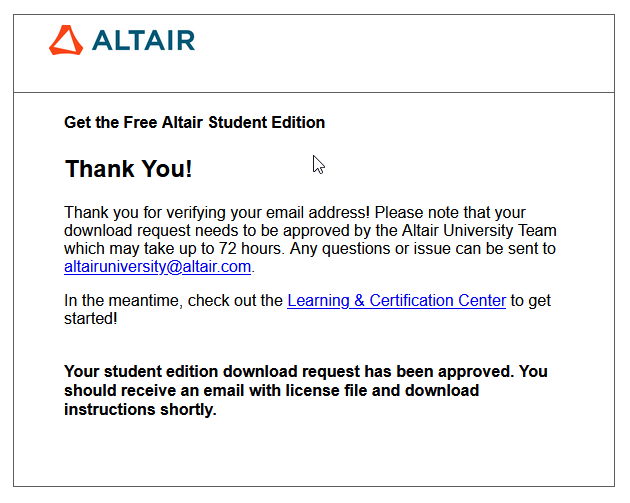 ALTAIR
Get the Free Altair Student Edition
Thank You!
Thank you for verifying your email address! Please note that your
download request needs to be approved by the Altair University Team
which may take up to 72 hours. Any questions or issue can be sent to
altairuniversity@altair.com.
In the meantime, check out the Learning & Certification Center to get
started!
Your student edition download request has been approved. You
should receive an email with license file and download
instructions shortly.